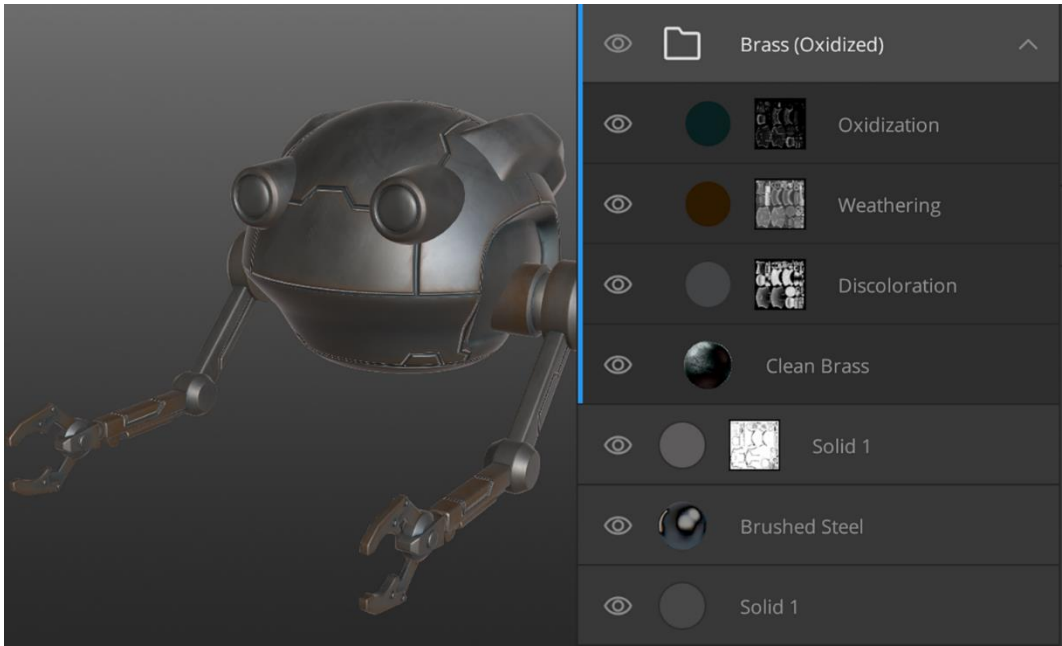 Brass (Oxidized)
Oxidization
Weathering
Discoloration
Clean Brass
Solid 1
Brushed Steel
Solid 1